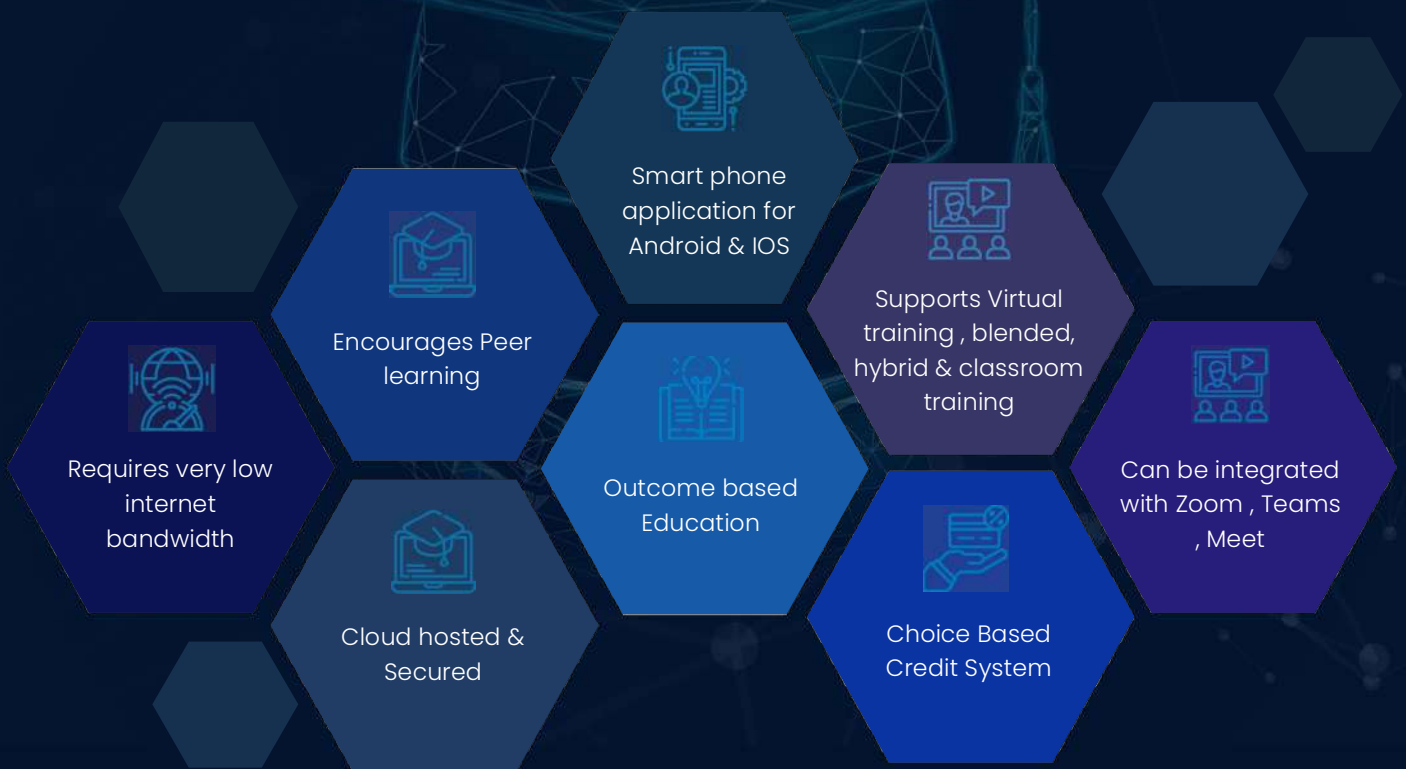 Smart phone
application for
Android & IOS
Encourages Peer
learning
Supports Virtual
training , blended,
hybrid & classroom
training
Requires very low
internet
bandwidth
Outcome based
Education
Can be integrated
with Zoom , Teams
, Meet
Cloud hosted &
Secured
Choice Based
Credit System